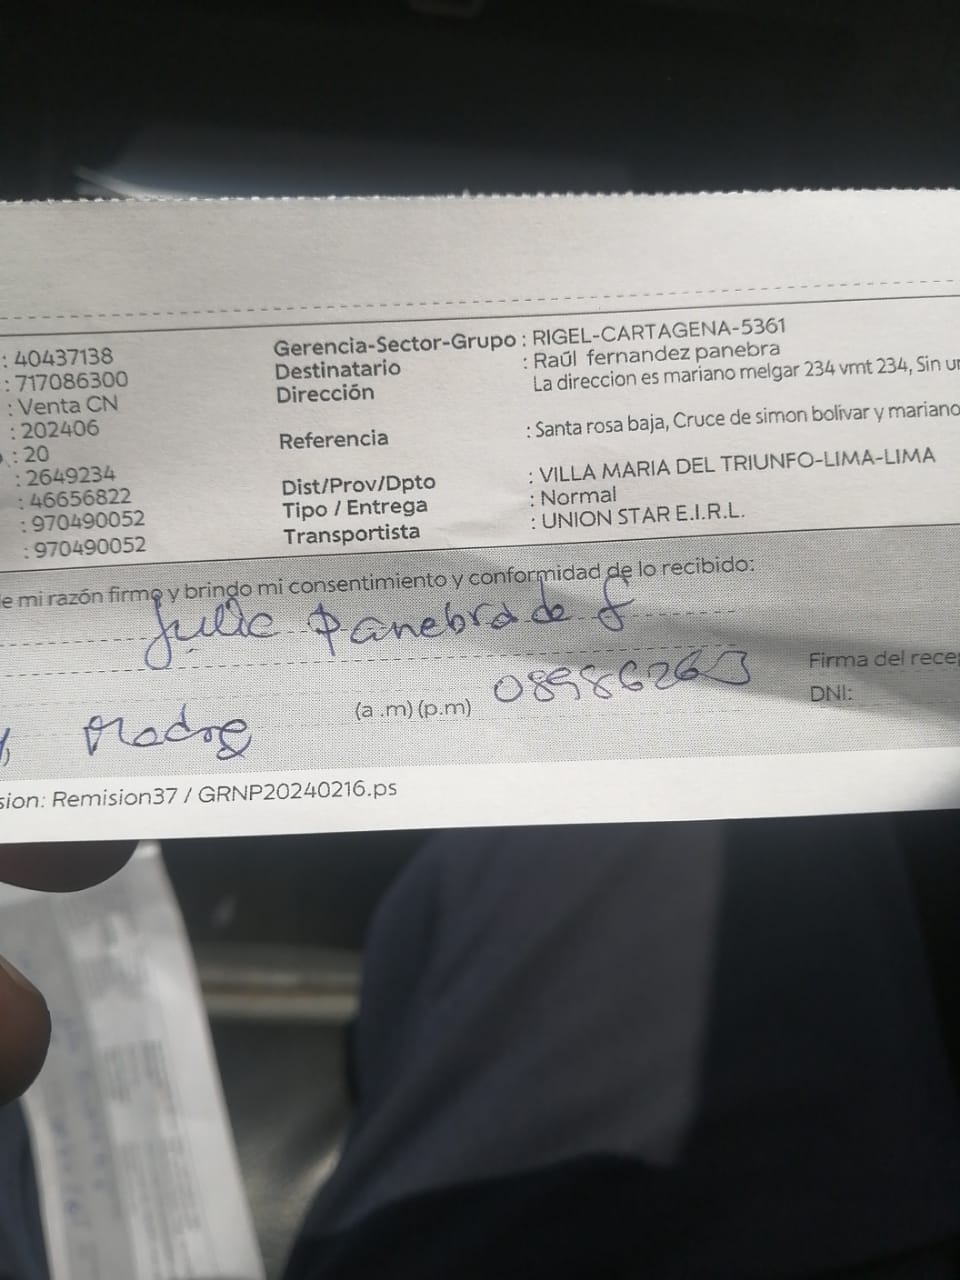 : 40437138 Gerencia-Sector-Grupo : RIGEL-CARTAGENA-5361
: 717086300 Destinatario : Raúl fernandez panebra
: Venta CN Dirección La direccion es mariano melgar 234 vmt 234, Sin
: 202406
: 20 Referencia : Santa rosa baja, Cruce de simon bolivar y mariano
: 2649234 Dist/Prov/Dpto : VILLA MARIA DEL TRIUNFO-LIMA-LIMA
: 46656822 Tipo / Entrega : Normal
: 970490052 Transportista : UNION STAR E.I.R.L.
: 970490052
mi razón firmo y brindo mi consentimiento y conformidad de lo recibido:
Julia Panebra de f
08986263 Firma del
Madre (a .m) (p.m) DNI:
Remision37 / GRNP20240216.ps